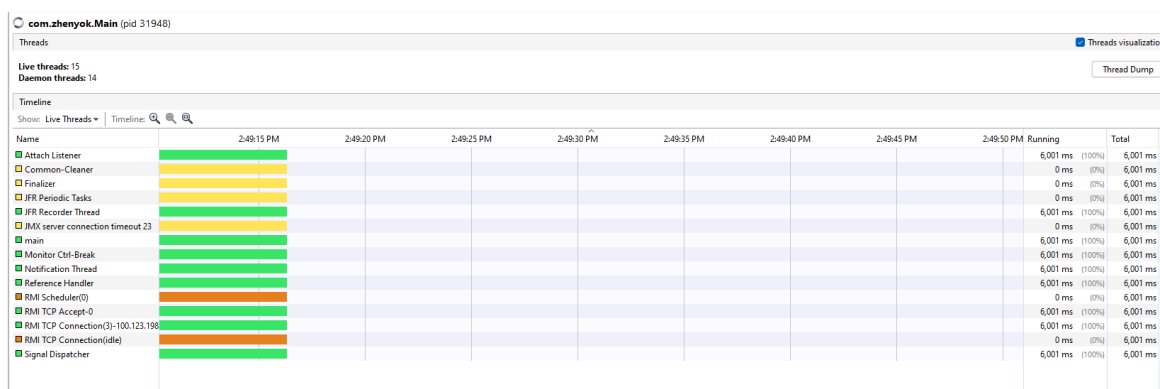 com.zhenyok.Main (pid 31948)
Threads
Threads visualizatio
Live threads: 15
Daemon threads: 14
Thread Dump
Timeline
Show: Live Threads Timeline:
Name 2:49:15 PM 2:49:20 PM 2:49:25 PM 2:49:30 PM 2:49:35 PM 2:49:40 PM 2:49:45 PM 2:49:50 PM Running Total
Attach Listener 6,001 ms (100%) 6,001 ms
Common-Cleaner 0 ms (0%) 6,001 ms
Finalizer 0 ms (0%) 6,001 ms
JFR Periodic Tasks 0 ms (0%) 6,001 ms
JFR Recorder Thread 6,001 ms (100%) 6,001 ms
JMX server connection timeout 23 0 ms (0%) 6,001 ms
main 6,001 ms (100%) 6,001 ms
Monitor Ctrl-Break 6,001 ms (100%) 6,001 ms
Notification Thread 6,001 ms (100%) 6,001 ms
Reference Handler 6,001 ms (100%) 6,001 ms
RMI Scheduler(0) 0 ms (0%) 6,001 ms
RMI TCP Accept-0 6,001 ms (100%) 6,001 ms
RMI TCP Connection(3)-100.123.198 6,001 ms (100%) 6,001 ms
RMI TCP Connection(idle) 0 ms (0%) 6,001 ms
Signal Dispatcher 6,001 ms (100%) 6,001 ms